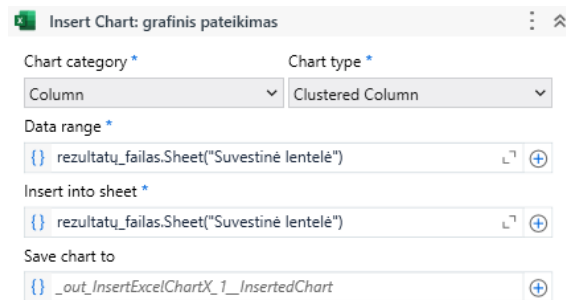 Insert Chart: grafinis pateikimas
Chart category * Chart type *
Column Clustered Column
Data range *
{} rezultatų_failas.Sheet("Suvestinė lentelė")
Insert into sheet *
{} rezultatų_failas.Sheet("Suvestinė lentelė")
Save chart to
{} _out_InsertExcelChartX_1__InsertedChart